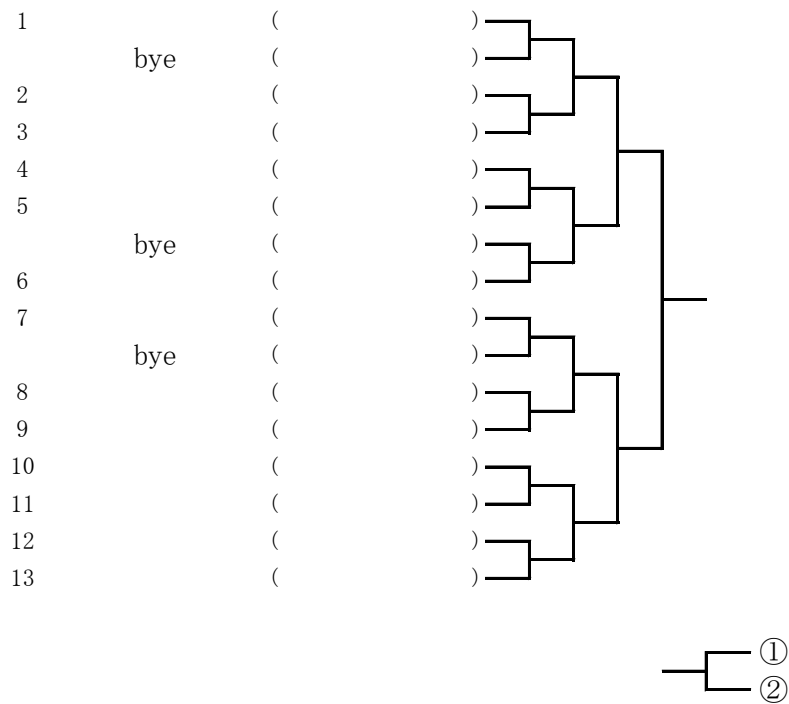 1 ( )
bye ( )
2 ( )
3 ( )
4 ( )
5 ( )
bye ( )
6 ( )
7 ( )
bye ( )
8 ( )
9 ( )
10 ( )
11 ( )
12 ( )
13 ( )
①
②